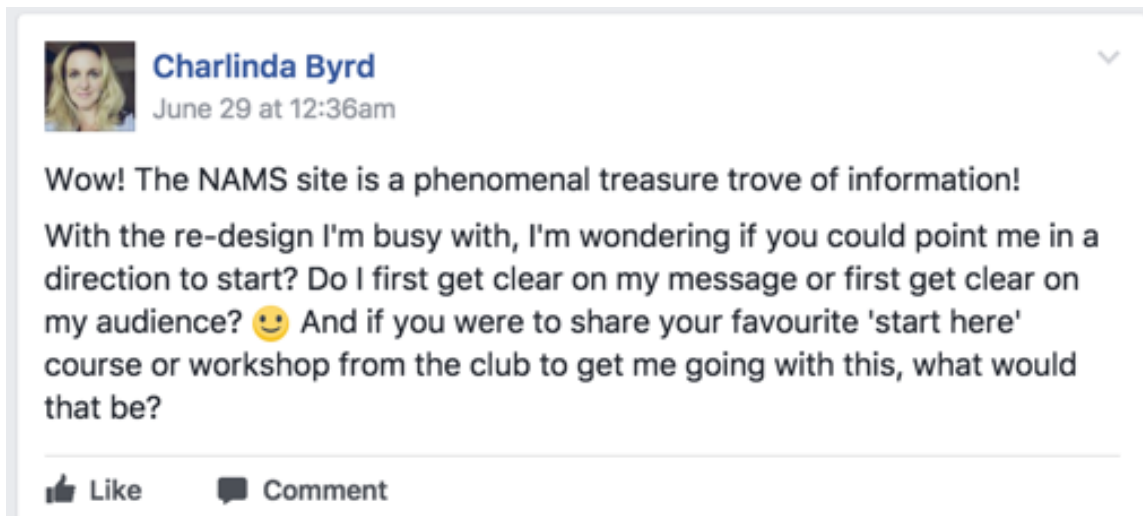 Charlinda Byrd
June 29 at 12:36am
Wow! The NAMS site is a phenomenal treasure trove of information!
With the re-design I'm busy with, I'm wondering if you could point me in a
direction to start? Do I first get clear on my message or first get clear on
my audience? 🙂 And if you were to share your favourite 'start here'
course or workshop from the club to get me going with this, what would
that be?
Like Comment